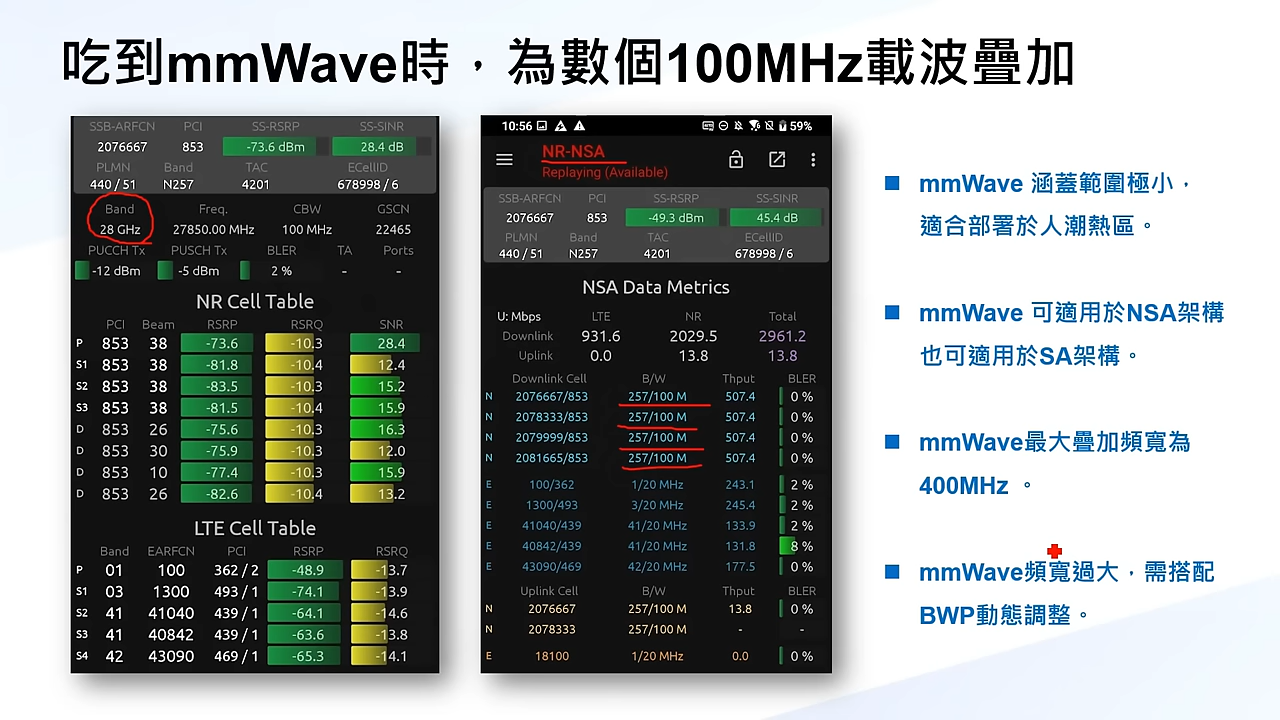 吃到mmWave時，為數個100MHz載波疊加
SSB-ARFCN PCI SS-RSRP SS-SINR
2076667 853 -73.6 dBm 28.4 dB
PLMN Band TAC ECellID
440 / 51 N257 4201 678998 / 6
Band Freq. CBW GSCN
28 GHz 27850.00 MHz 100 MHz 22465
PUCCH Tx PUSCH Tx BLER TA Ports
-12 dBm -5 dBm 2 % - -
NR Cell Table
PCI Beam RSRP RSRQ SNR
P 853 38 -73.6 -10.3 28.4
S1 853 38 -81.8 -10.4 12.4
S2 853 38 -83.5 -10.3 15.2
S3 853 38 -81.5 -10.4 15.9
D 853 26 -75.6 -10.3 16.3
D 853 30 -75.9 -10.3 12.0
D 853 10 -77.4 -10.3 15.9
D 853 26 -82.6 -10.4 13.2
LTE Cell Table
Band EARFCN PCI RSRP RSRQ
P 01 100 362 / 2 -48.9 -13.7
S1 03 1300 493 / 1 -74.1 -13.9
S2 41 41040 439 / 1 -64.1 -14.6
S3 41 40842 439 / 1 -63.6 -13.8
S4 42 43090 469 / 1 -65.3 -14.1
10:56 59%
NR-NSA
Replaying (Available)
SSB-ARFCN PCI SS-RSRP SS-SINR
2076667 853 -49.3 dBm 45.4 dB
PLMN Band TAC ECellID
440 / 51 N257 4201 678998 / 6
NSA Data Metrics
U: Mbps LTE NR Total
Downlink 931.6 2029.5 2961.2
Uplink 0.0 13.8 13.8
Downlink Cell B/W Thput BLER
N 2076667/853 257/100 M 507.4 0 %
N 2078333/853 257/100 M 507.4 0 %
N 2079999/853 257/100 M 507.4 0 %
N 2081665/853 257/100 M 507.4 0 %
E 100/362 1/20 MHz 243.1 2 %
E 1300/493 3/20 MHz 245.4 2 %
E 41040/439 41/20 MHz 133.9 2 %
E 40842/439 41/20 MHz 131.8 8 %
E 43090/469 42/20 MHz 177.5 0 %
Uplink Cell B/W Thput BLER
N 2076667 257/100 M 13.8 0 %
N 2078333 257/100 M - -
E 18100 1/20 MHz 0.0 0 %
mmWave 涵蓋範圍極小，
適合部署於人潮熱區。
mmWave 可適用於NSA架構
也可適用於SA架構。
mmWave最大疊加頻寬為
400MHz 。
mmWave頻寬過大，需搭配
BWP動態調整。